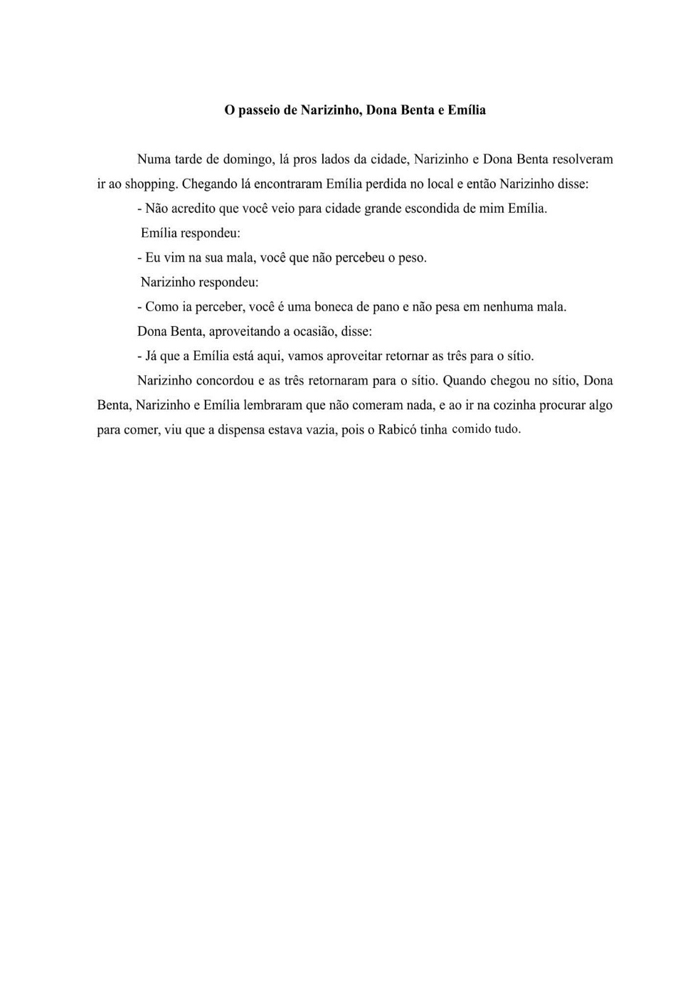 O passeio de Narizinho, Dona Benta e Emília
Numa tarde de domingo, lá pros lados da cidade, Narizinho e Dona Benta resolveram
ir ao shopping. Chegando lá encontraram Emília perdida no local e então Narizinho disse:
- Não acredito que você veio para cidade grande escondida de mim Emília.
Emília respondeu:
- Eu vim na sua mala, você que não percebeu o peso.
Narizinho respondeu:
- Como ia perceber, você é uma boneca de pano e não pesa em nenhuma mala.
Dona Benta, aproveitando a ocasião, disse:
- Já que a Emília está aqui, vamos aproveitar retornar as três para o sítio.
Narizinho concordou e as três retornaram para o sítio. Quando chegou no sítio, Dona
Benta, Narizinho e Emília lembraram que não comeram nada, e ao ir na cozinha procurar algo
para comer, viu que a dispensa estava vazia, pois o Rabicó tinha comido tudo.